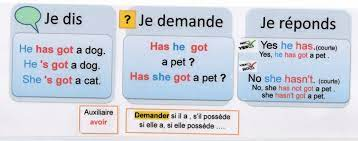 Je dis
He has got a dog.
He 's got a dog.
She 's got a cat.
? Je demande
Has he got
a pet ?
Has she got a pet ?
Je réponds
Yes he has. (courte)
Yes, he has got a pet .
No she hasn't. (courte)
No, she has not got a pet .
she hasn't got a pet .
Auxiliaire
avoir
Demander si il a , s'il possède
si elle a, si elle possède .....